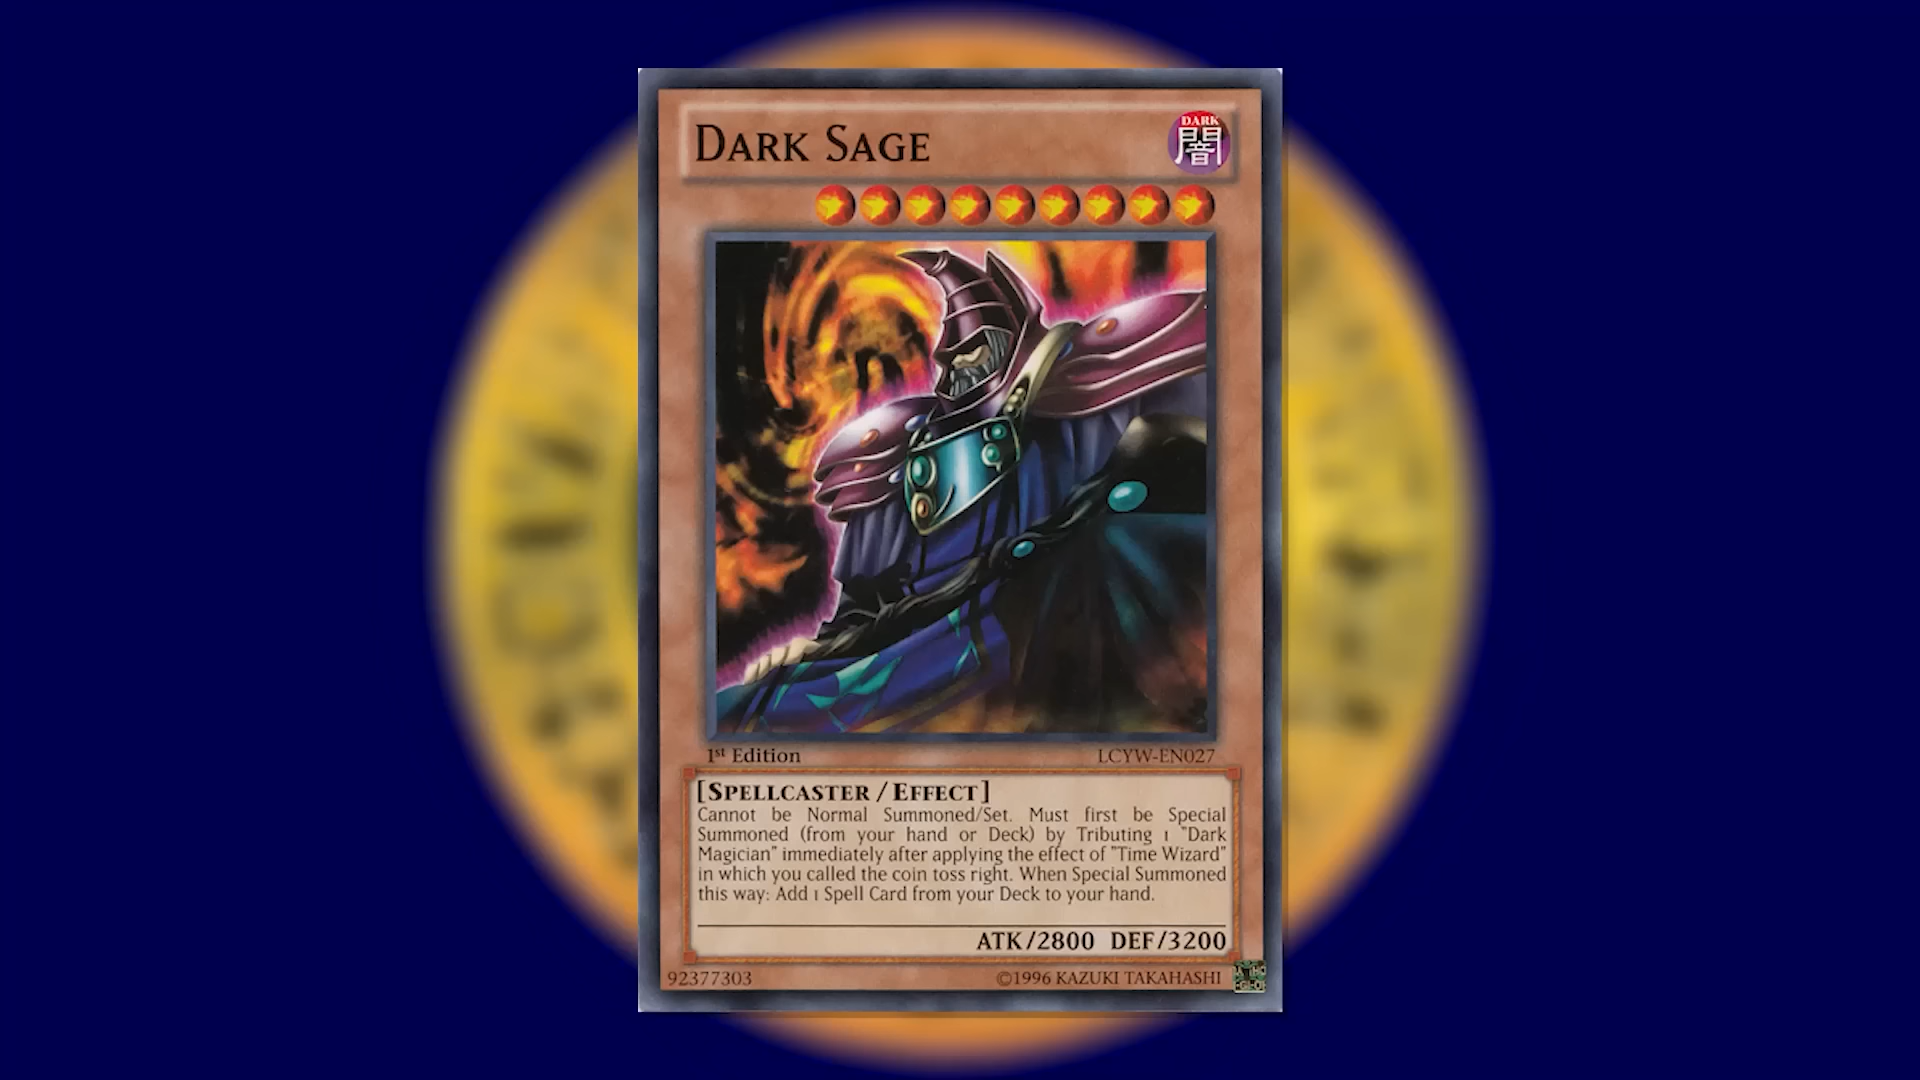 DARK SAGE
DARK
闇
1st Edition
LCYW-EN027
[SPELLCASTER / EFFECT]
Cannot be Normal Summoned/Set. Must first be Special
Summoned (from your hand or Deck) by Tributing 1 "Dark
Magician" immediately after applying the effect of "Time Wizard"
in which you called the coin toss right. When Special Summoned
this way: Add 1 Spell Card from your Deck to your hand.
ATK/2800 DEF/3200
92377303
©1996 KAZUKI TAKAHASHI